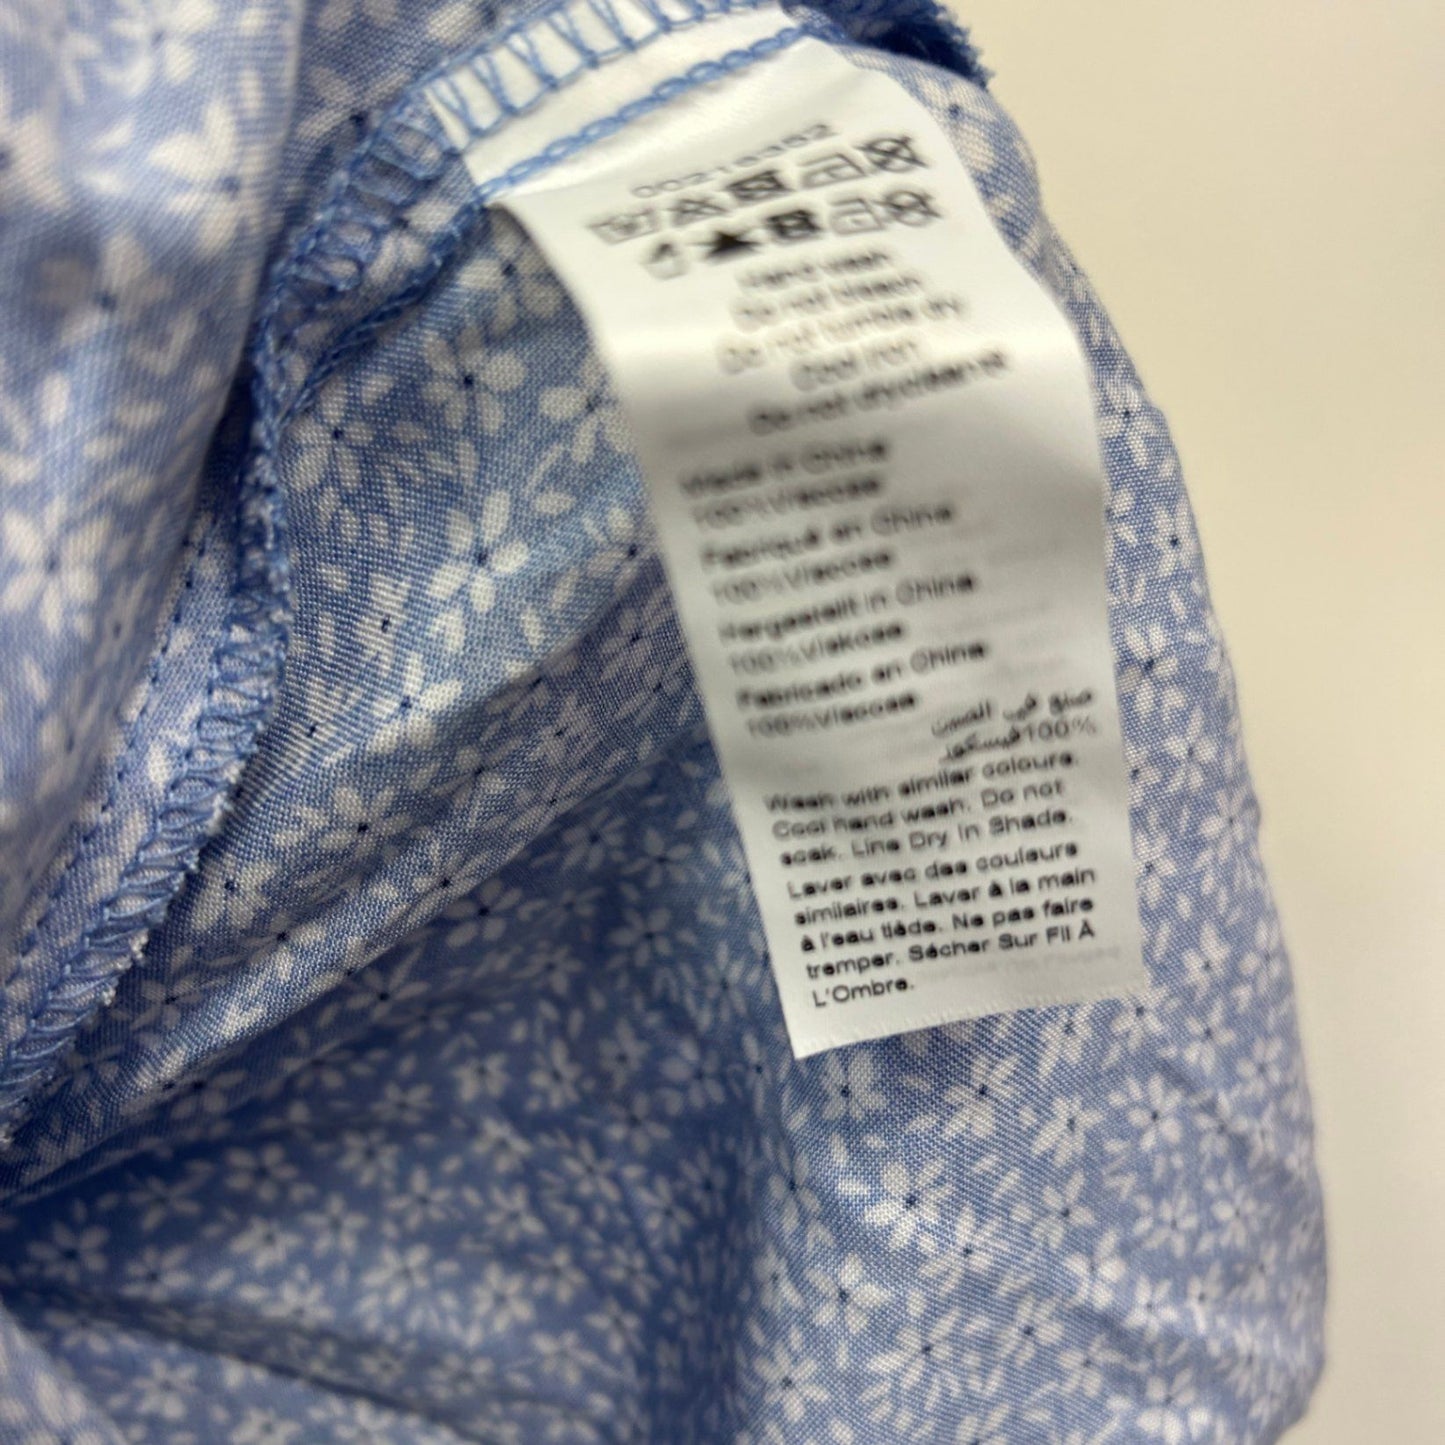 00218382
Hand wash
Do not bleach
Do not tumble dry
Cool iron
Do not dryclean
Made in China
100%Viscose
Fabriqué en China
100%Viscose
Hergestellt in China
100%Viskose
Fabricado en China
100%Viscosa
صنع في الصين
100%فيسكوز
Wash with similar colours.
Cool hand wash. Do not
soak. Line Dry In Shade.
Laver avec des couleurs
similaires. Laver à la main
à l'eau tiède. Ne pas faire
tremper. Sécher Sur Fil À
L'Ombre.